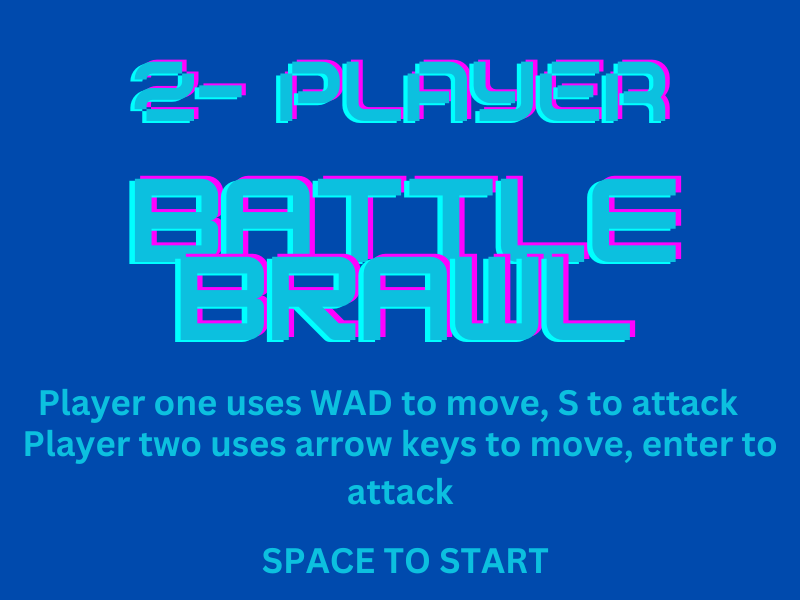 2- PLAYER
BATTLE
BRAWL
Player one uses WAD to move, S to attack
Player two uses arrow keys to move, enter to
attack
SPACE TO START